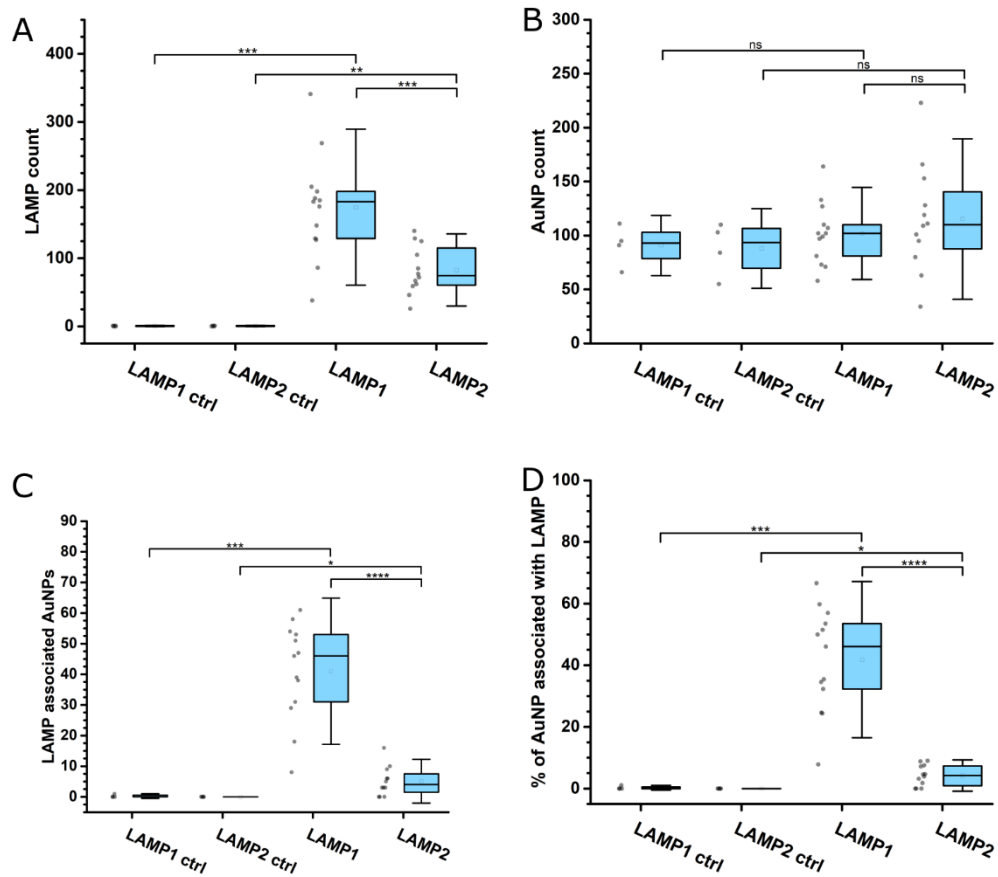 A
LAMP count
400
300
200
100
0
***
**
***
LAMP1 ctrl
LAMP2 ctrl
LAMP1
LAMP2
B
AuNP count
300
250
200
150
100
50
0
ns
ns
ns
LAMP1 ctrl
LAMP2 ctrl
LAMP1
LAMP2
C
LAMP associated AuNPs
90
80
70
60
50
40
30
20
10
0
***
*
****
LAMP1 ctrl
LAMP2 ctrl
LAMP1
LAMP2
D
% of AuNP associated with LAMP
100
80
60
40
20
0
***
*
****
LAMP1 ctrl
LAMP2 ctrl
LAMP1
LAMP2